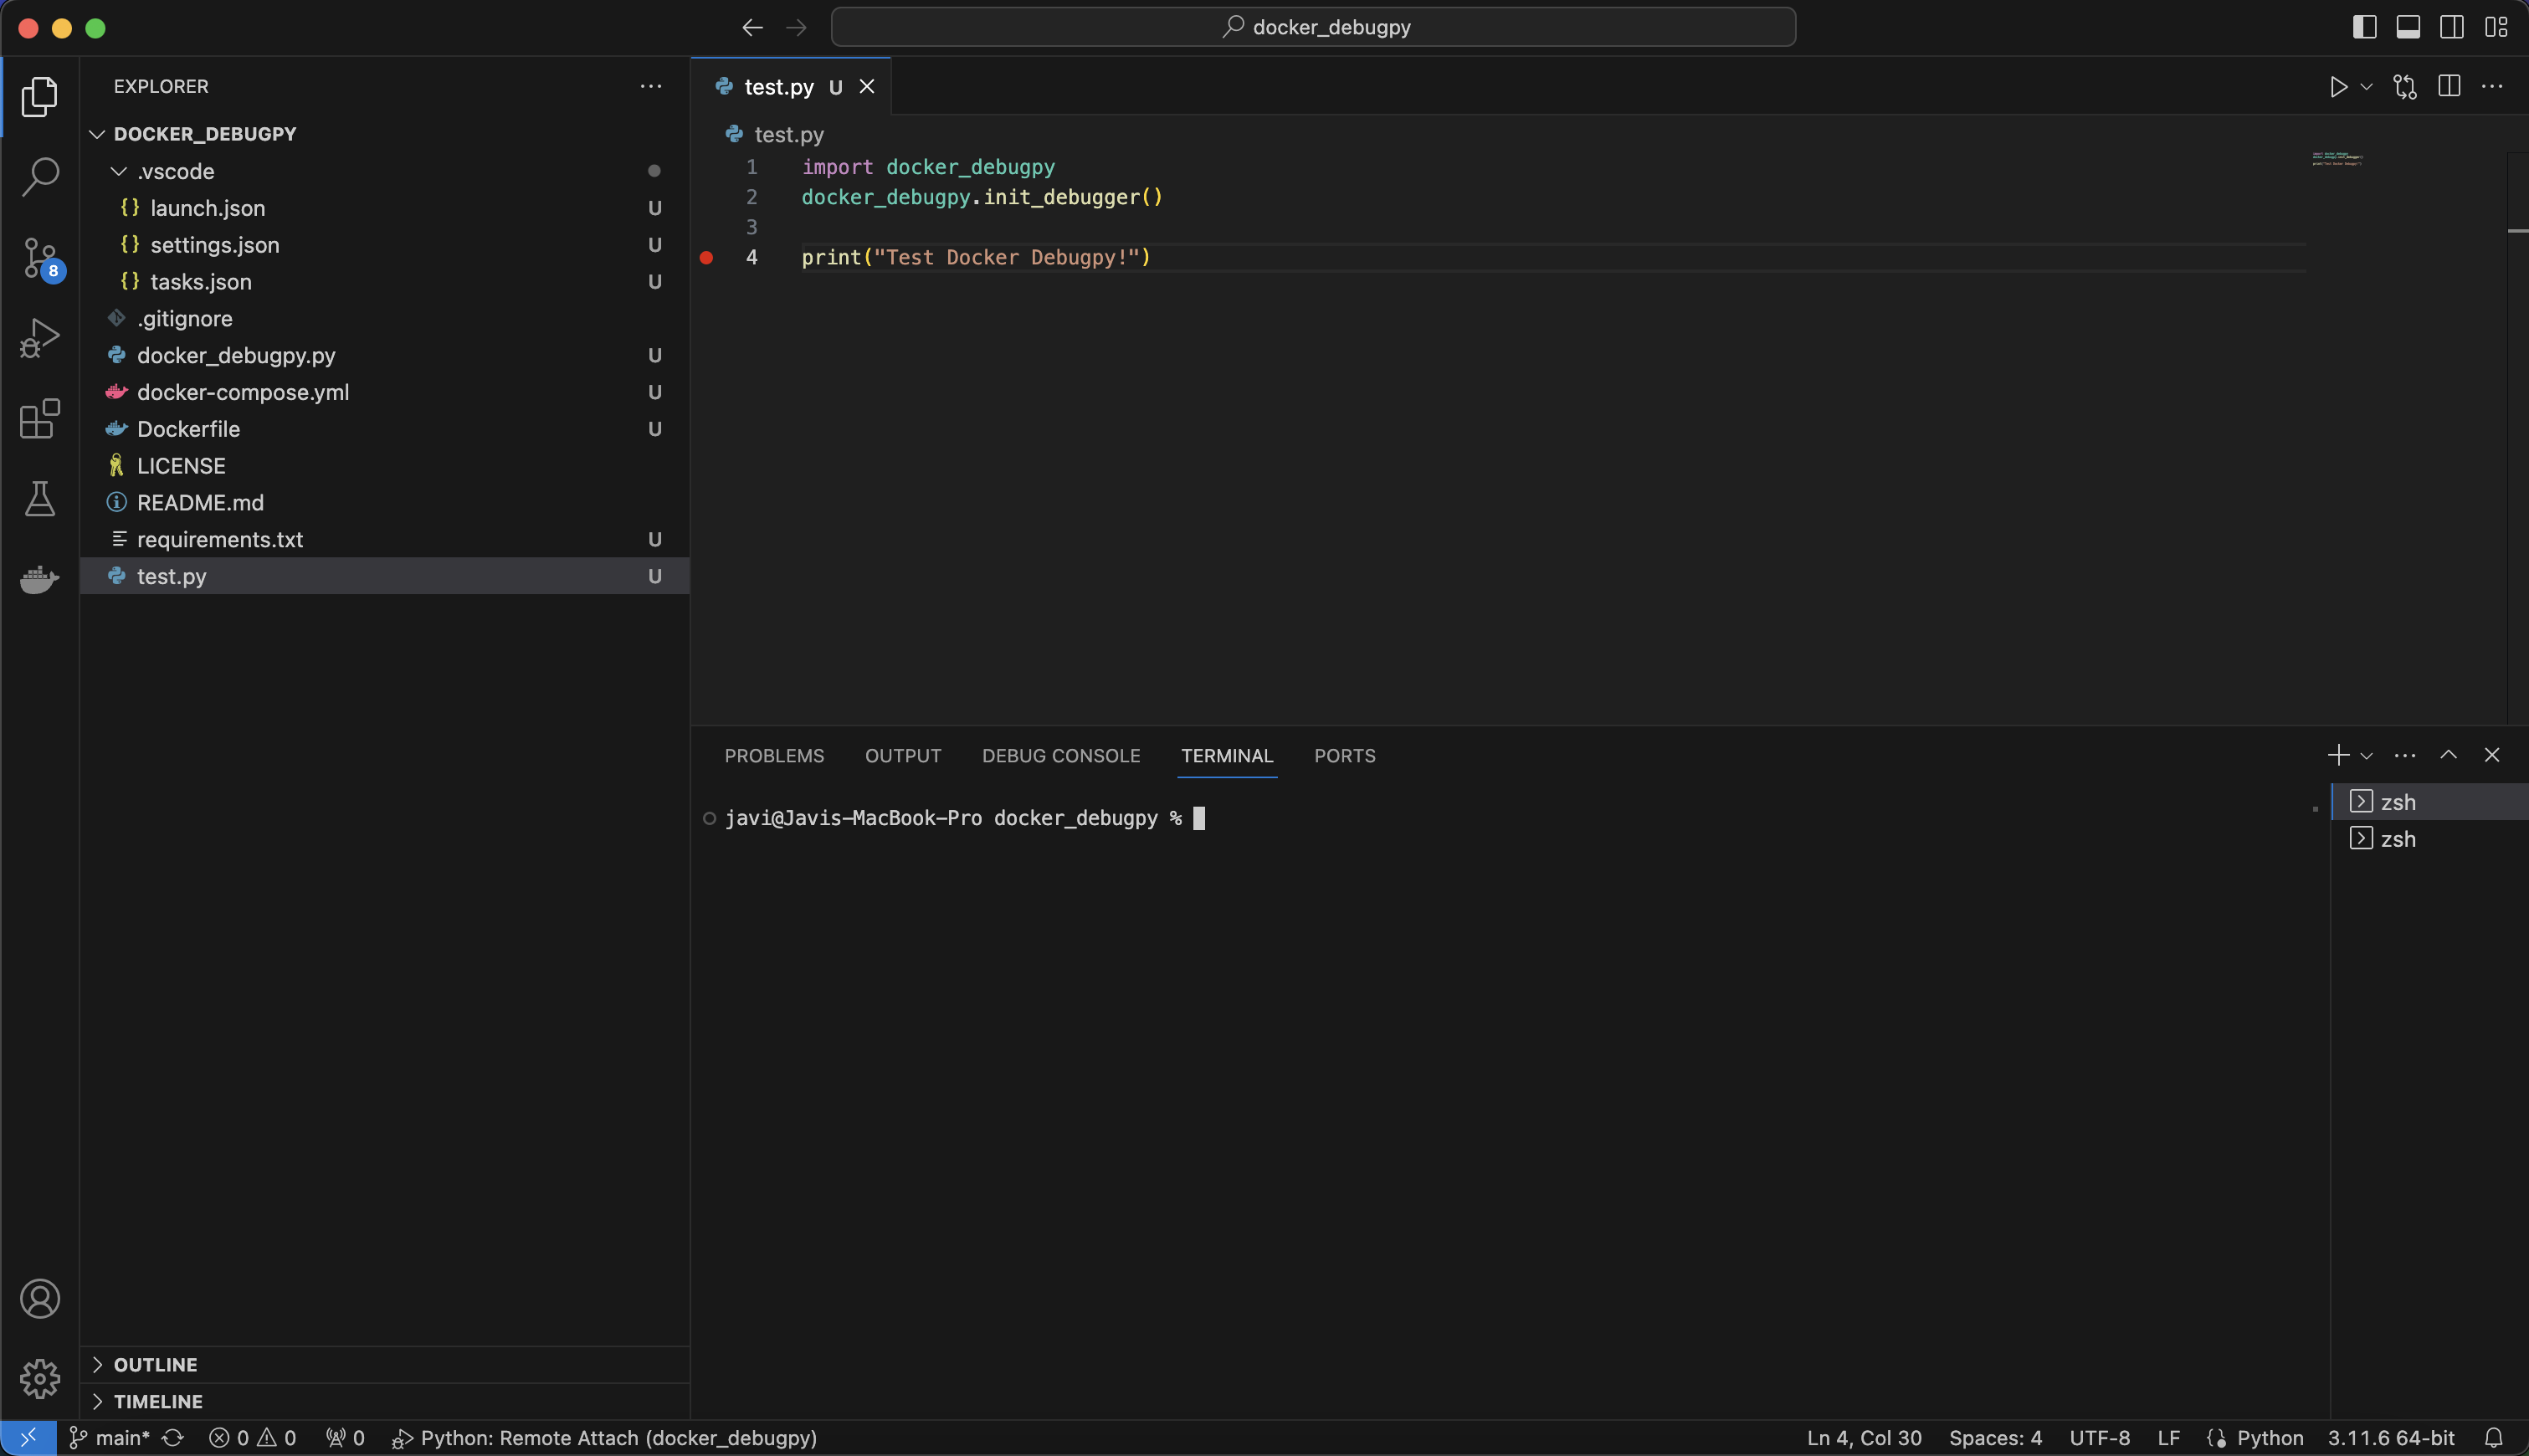 docker_debugpy
EXPLORER
DOCKER_DEBUGPY
.vscode
{} launch.json U
{} settings.json U
{} tasks.json U
.gitignore
docker_debugpy.py U
docker-compose.yml U
Dockerfile U
LICENSE
README.md
requirements.txt U
test.py U
8
OUTLINE
TIMELINE
test.py U
test.py
1 import docker_debugpy
2 docker_debugpy.init_debugger()
3
4 print("Test Docker Debugpy!")
PROBLEMS OUTPUT DEBUG CONSOLE TERMINAL PORTS
javi@Javis-MacBook-Pro docker_debugpy %
zsh
zsh
main* 0 0 0 Python: Remote Attach (docker_debugpy) Ln 4, Col 30 Spaces: 4 UTF-8 LF Python 3.11.6 64-bit